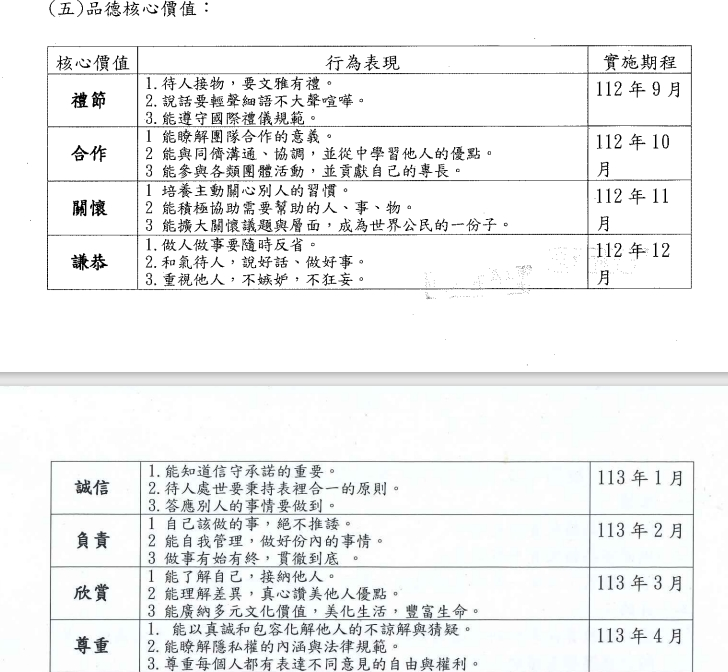 (五)品德核心價值：
核心價值 行為表現 實施期程
禮節
1.待人接物，要文雅有禮。
2.說話要輕聲細語不大聲喧嘩。
3.能遵守國際禮儀規範。
112 年 9 月
合作
1 能瞭解團隊合作的意義。
2 能與同儕溝通、協調，並從中學習他人的優點。
3 能參與各類團體活動，並貢獻自己的專長。
112 年 10
月
關懷
1 培養主動關心別人的習慣。
2 能積極協助需要幫助的人、事、物。
3 能擴大關懷議題與層面，成為世界公民的一份子。
112 年 11
月
謙恭
1.做人做事要隨時反省。
2.和氣待人，說好話、做好事。
3.重視他人，不嫉妒，不狂妄。
112 年 12
月
誠信
1.能知道信守承諾的重要。
2.待人處世要秉持表裡合一的原則。
3.答應別人的事情要做到。
113 年 1 月
負責
1 自己該做的事，絕不推諉。
2 能自我管理，做好份內的事情。
3 做事有始有終，貫徹到底 。
113 年 2 月
欣賞
1 能了解自己，接納他人。
2 能理解差異，真心讚美他人優點。
3 能廣納多元文化價值，美化生活，豐富生命。
113 年 3 月
尊重
1. 能以真誠和包容化解他人的不諒解與猜疑。
2.能瞭解隱私權的內涵與法律規範。
3.尊重每個人都有表達不同意見的自由與權利。
113 年 4 月